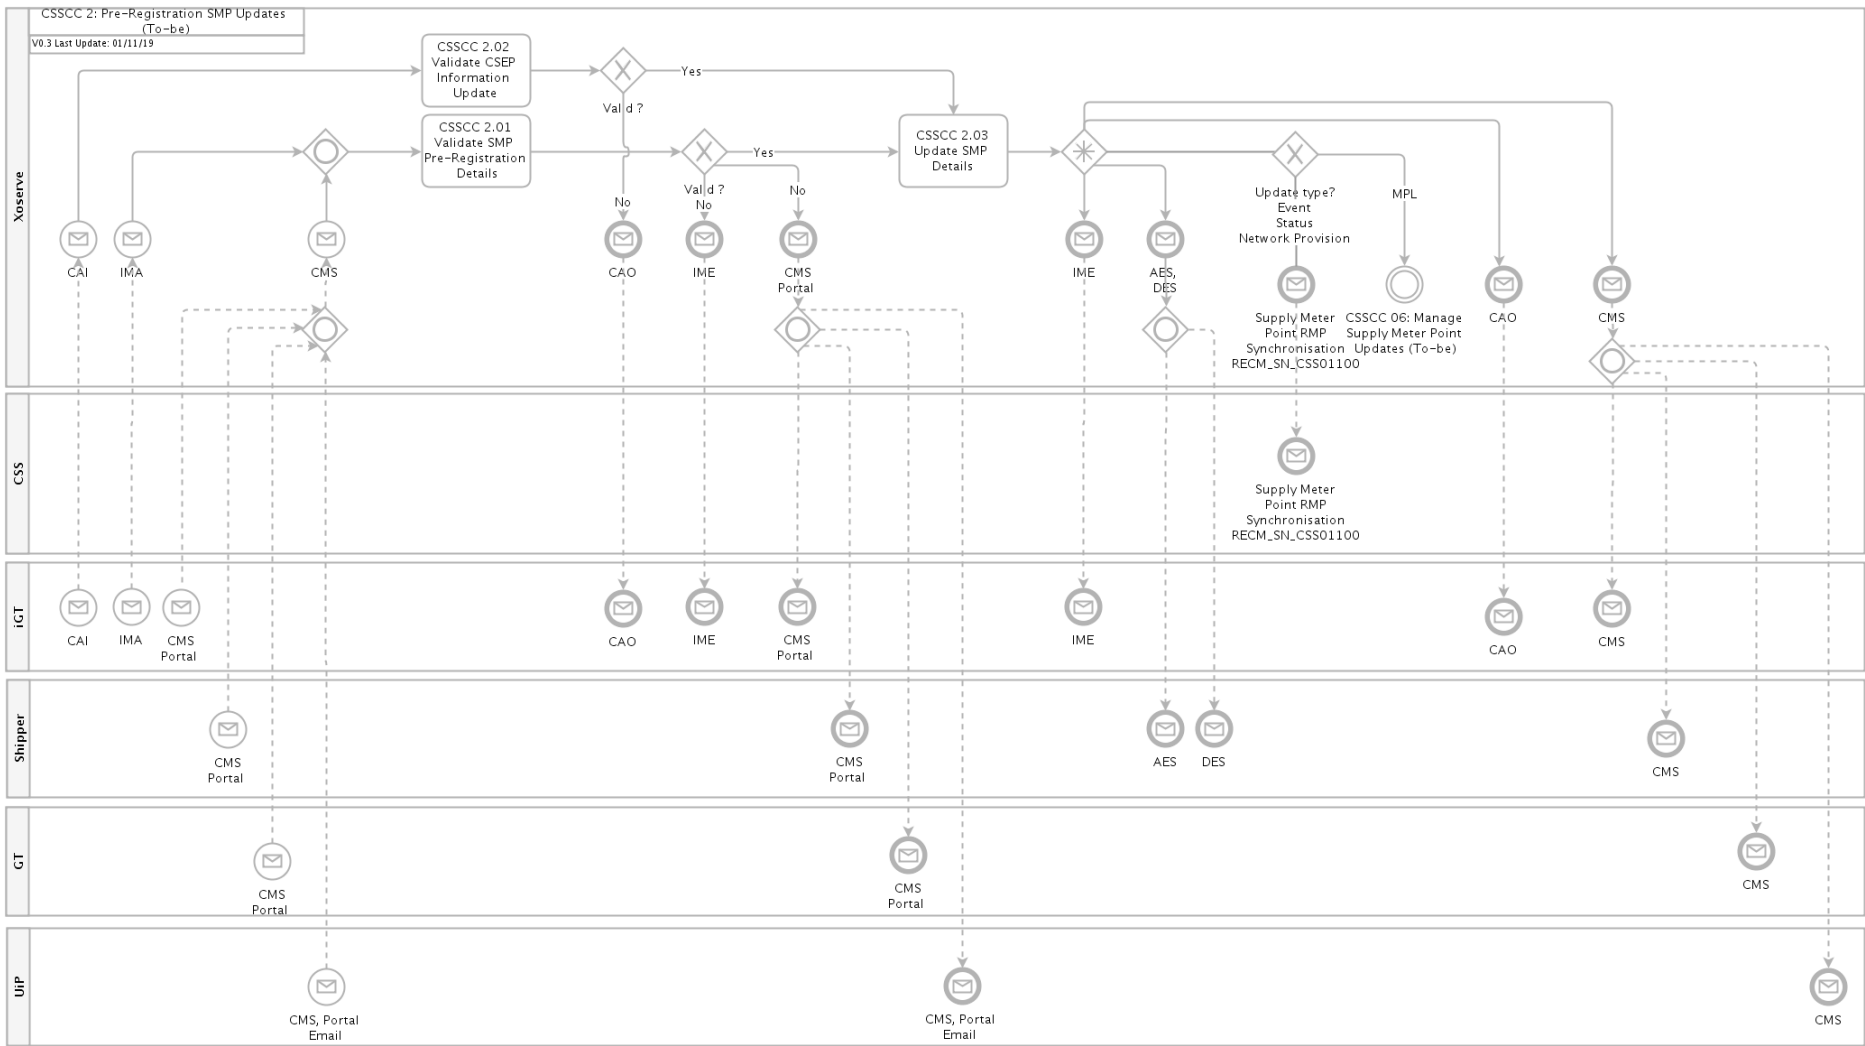 CSSCC 2: Pre-Registration SMP Updates
(To-be)
V0.3 Last Update: 01/11/19
Xoserve
CSSCC 2.02
Validate CSEP
Information
Update
Yes
Valid ?
CSSCC 2.01
Validate SMP
Pre-Registration
Details
Yes
Valid ?
No
No
No
CSSCC 2.03
Update SMP
Details
Update type?
Event
Status
Network Provision
MPL
CAI
IMA
CMS
CAO
IME
CMS
Portal
IME
AES,
DES
Supply Meter
Point RMP
Synchronisation
RECM_SN_CSS01100
CSSCC 06: Manage
Supply Meter Point
Updates (To-be)
CAO
CMS
CSS
Supply Meter
Point RMP
Synchronisation
RECM_SN_CSS01100
iGT
CAI
IMA
CMS
Portal
CAO
IME
CMS
Portal
IME
CAO
CMS
Shipper
CMS
Portal
CMS
Portal
AES
DES
CMS
GT
CMS
Portal
CMS
Portal
CMS
UiP
CMS, Portal
Email
CMS, Portal
Email
CMS